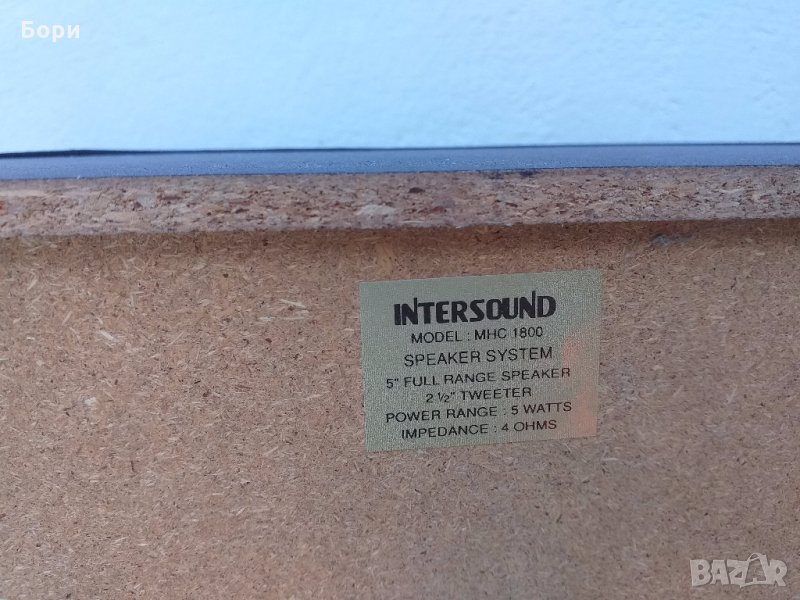 Бори
INTERSOUND
MODEL : MHC 1800
SPEAKER SYSTEM
5" FULL RANGE SPEAKER
2 ½" TWEETER
POWER RANGE : 5 WATTS
IMPEDANCE : 4 OHMS
BAZAR